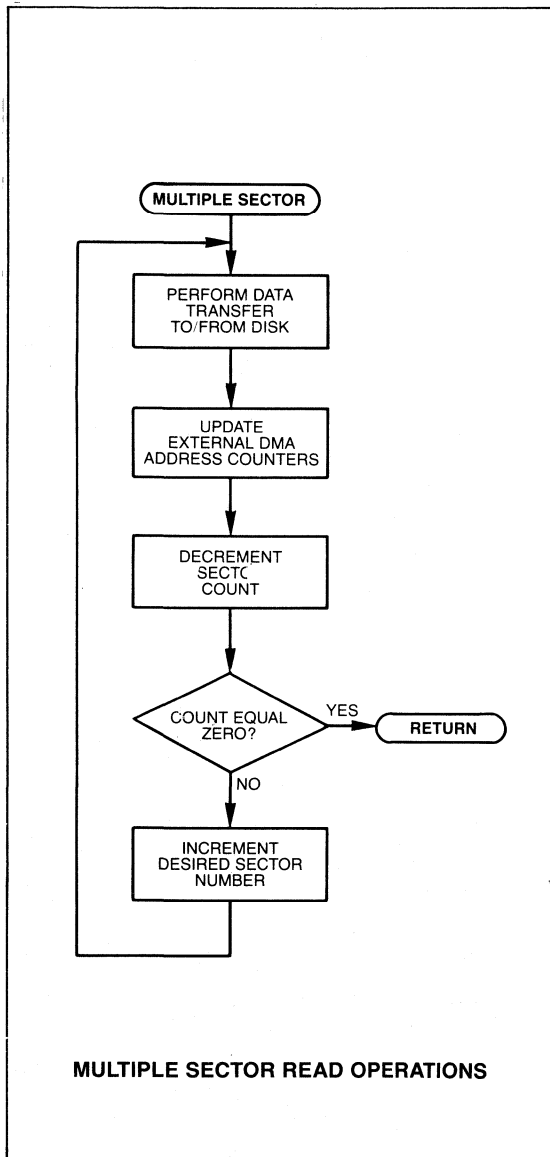 MULTIPLE SECTOR
PERFORM DATA
TRANSFER
TO/FROM DISK
UPDATE
EXTERNAL DMA
ADDRESS COUNTERS
DECREMENT
SECTC
COUNT
COUNT EQUAL
ZERO?
YES
RETURN
NO
INCREMENT
DESIRED SECTOR
NUMBER
MULTIPLE SECTOR READ OPERATIONS